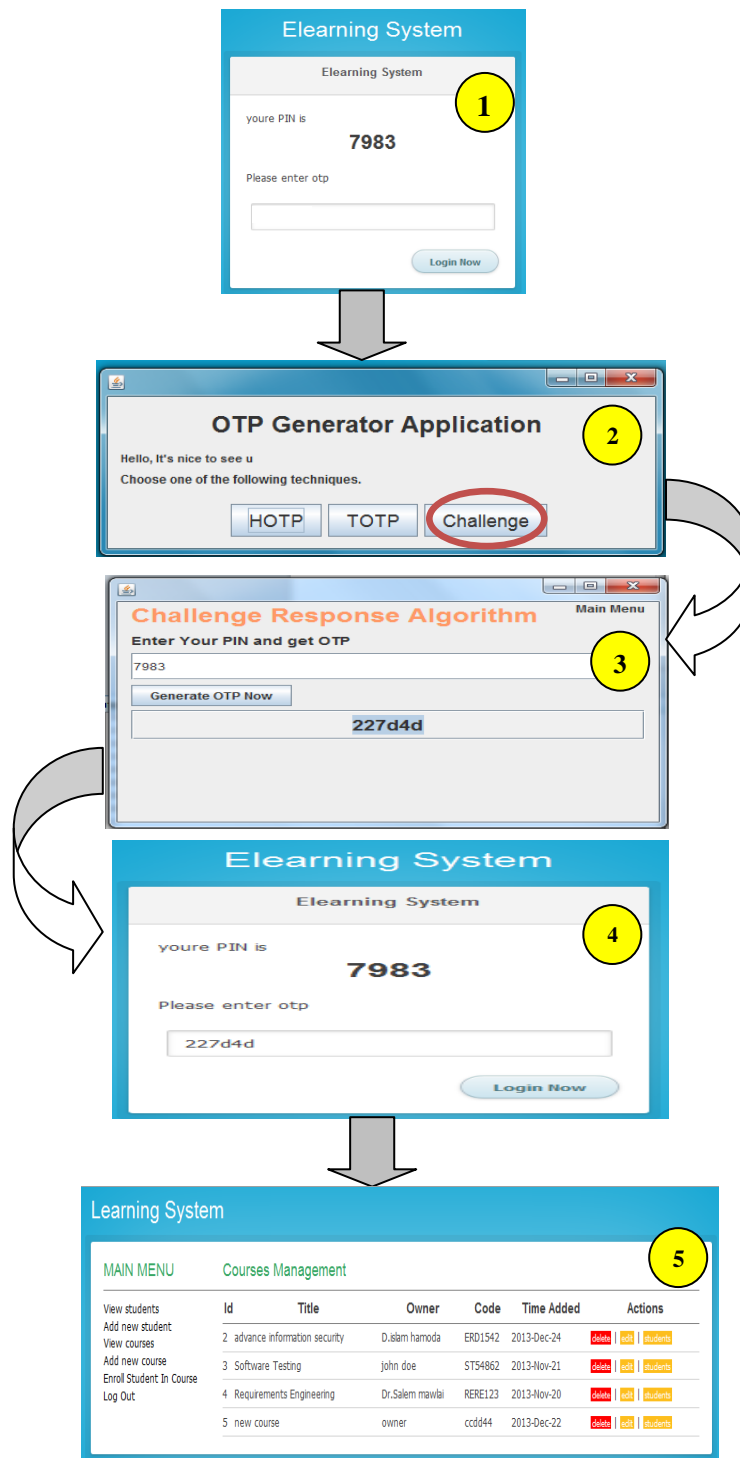 Elearning System
Elearning System
1
youre PIN is
7983
Please enter otp
Login Now
OTP Generator Application
2
Hello, It's nice to see u
Choose one of the following techniques.
HOTP TOTP Challenge
Challenge Response Algorithm Main Menu
Enter Your PIN and get OTP
3
7983
Generate OTP Now
227d4d
Elearning System
Elearning System
4
youre PIN is
7983
Please enter otp
227d4d
Login Now
Learning System
5
MAIN MENU
View students
Add new student
View courses
Add new course
Enroll Student In Course
Log Out
Courses Management
Id Title Owner Code Time Added Actions
2 advance information security D.islam hamoda ERD1542 2013-Dec-24 delete | edit | students
3 Software Testing john doe ST54862 2013-Nov-21 delete | edit | students
4 Requirements Engineering Dr.Salem mawlai RERE123 2013-Nov-20 delete | edit | students
5 new course owner ccdd44 2013-Dec-22 delete | edit | students